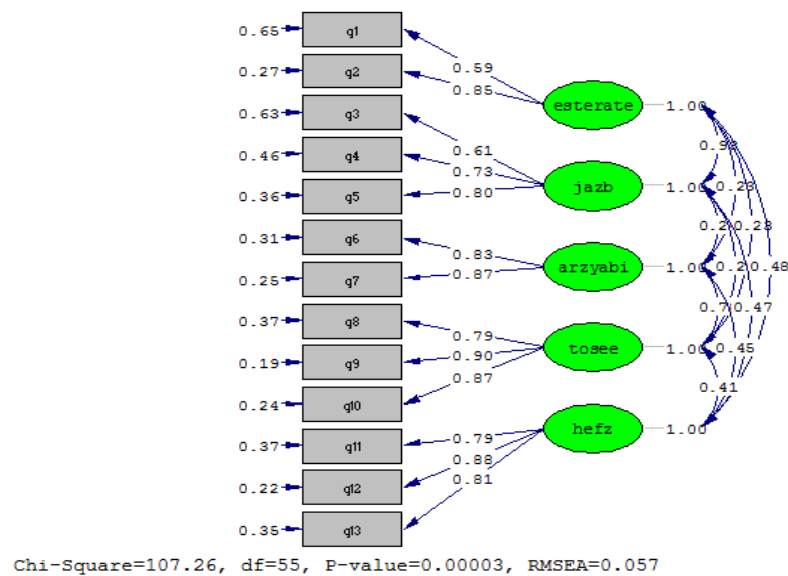 0.65 q1
0.27 q2
0.63 q3
0.46 q4
0.36 q5
0.31 q6
0.25 q7
0.37 q8
0.19 q9
0.24 q10
0.37 q11
0.22 q12
0.35 q13
0.59
0.85
0.61
0.73
0.80
0.83
0.87
0.79
0.90
0.87
0.79
0.88
0.81
esterate 1.00
jazb 1.00
arzyabi 1.00
tosee 1.00
hefz 1.00
0.23
0.23
0.48
0.47
0.45
0.41
Chi-Square=107.26, df=55, P-value=0.00003, RMSEA=0.057